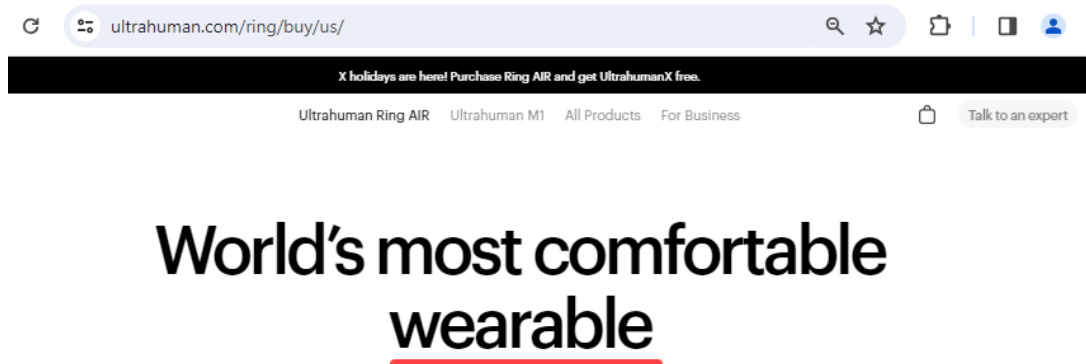 ultrahuman.com/ring/buy/us/
X holidays are here! Purchase Ring AIR and get UltrahumanX free.
Ultrahuman Ring AIR Ultrahuman M1 All Products For Business Talk to an expert
World's most comfortable
wearable